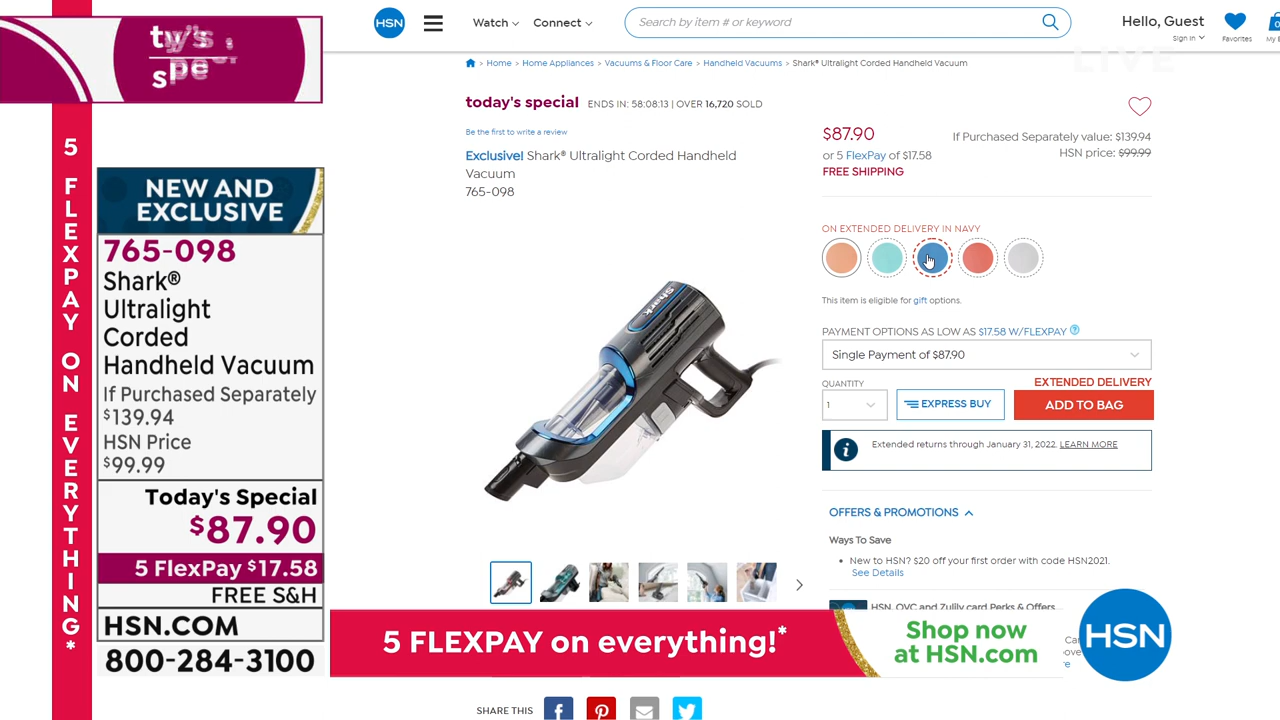 HSN
Watch
Connect
Search by item # or keyword
Hello, Guest
Sign In
Favorites
LIVE
> Home > Home Appliances > Vacuums & Floor Care > Handheld Vacuums > Shark® Ultralight Corded Handheld Vacuum
today's special ENDS IN: 58:08:13 | OVER 16,720 SOLD
Be the first to write a review
Exclusive! Shark® Ultralight Corded Handheld
Vacuum
765-098
$87.90
or 5 FlexPay of $17.58
FREE SHIPPING
If Purchased Separately value: $139.94
HSN price: $99.99
ON EXTENDED DELIVERY IN NAVY
This item is eligible for gift options.
PAYMENT OPTIONS AS LOW AS $17.58 W/FLEXPAY ?
Single Payment of $87.90
QUANTITY
EXTENDED DELIVERY
1
EXPRESS BUY
ADD TO BAG
Extended returns through January 31, 2022. LEARN MORE
OFFERS & PROMOTIONS
Ways To Save
New to HSN? $20 off your first order with code HSN2021.
See Details
HSN, QVC and Zulily card Perks & Offers...
Shark
SHARE THIS
5 FLEXPAY ON EVERYTHING*
NEW AND
EXCLUSIVE
765-098
Shark®
Ultralight
Corded
Handheld Vacuum
If Purchased Separately
$139.94
HSN Price
$99.99
Today's Special
$87.90
5 FlexPay $17.58
FREE S&H
HSN.COM
800-284-3100
5 FLEXPAY on everything!*
Shop now
at HSN.com
HSN